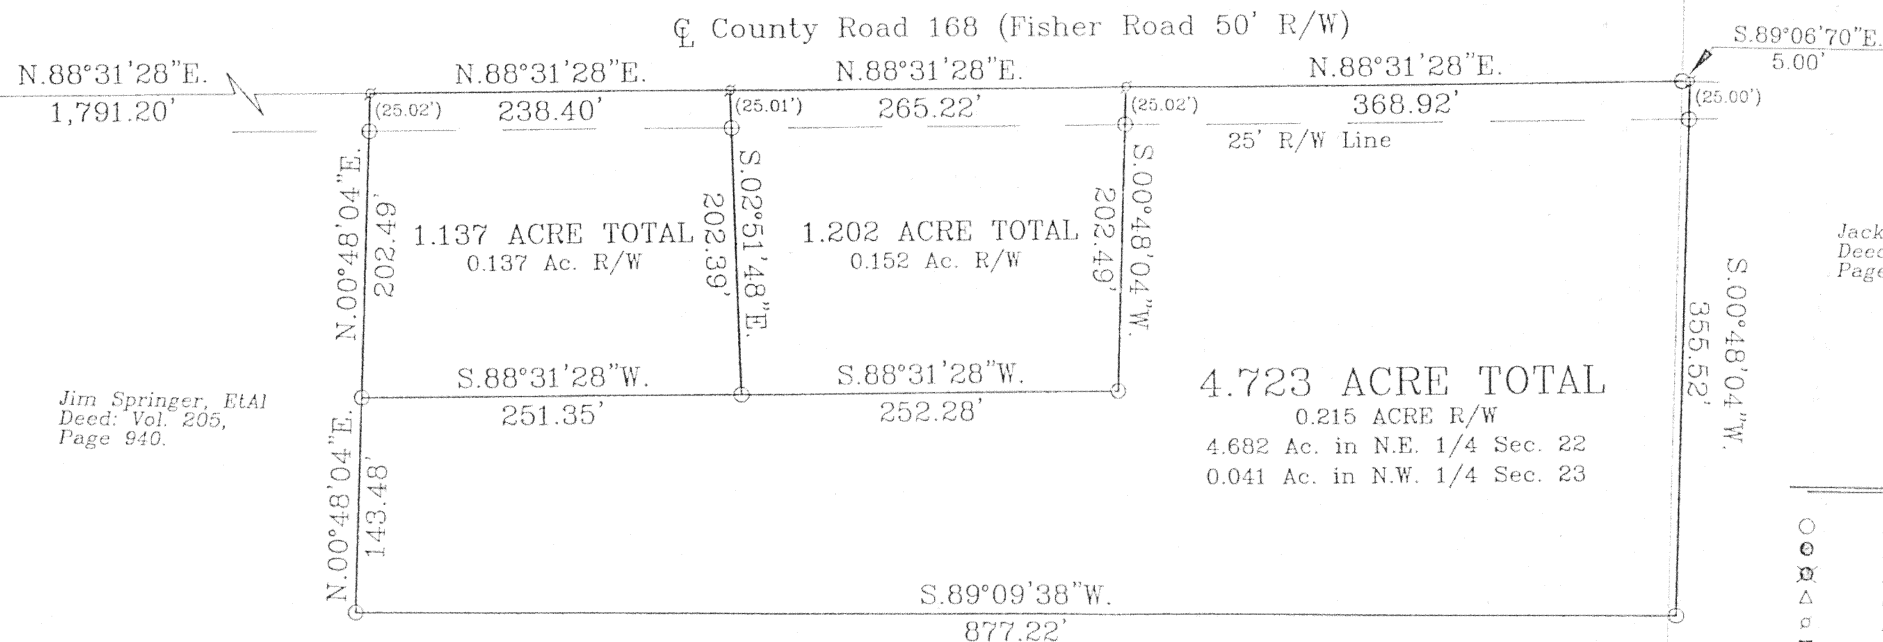 ℄ County Road 168 (Fisher Road 50' R/W)
S.89°06'70"E.
5.00'
N.88°31'28"E.
1,791.20'
N.88°31'28"E.
238.40'
N.88°31'28"E.
265.22'
N.88°31'28"E.
368.92'
(25.02')
(25.01')
(25.02')
(25.00')
25' R/W Line
N.00°48'04"E.
202.49'
1.137 ACRE TOTAL
0.137 Ac. R/W
S.02°51'48"E.
202.39'
1.202 ACRE TOTAL
0.152 Ac. R/W
S.00°48'04"W.
202.49'
S.00°48'04"W.
355.52'
Jack
Page
S.88°31'28"W.
251.35'
S.88°31'28"W.
252.28'
4.723 ACRE TOTAL
0.215 ACRE R/W
4.682 Ac. in N.E. 1/4 Sec. 22
0.041 Ac. in N.W. 1/4 Sec. 23
Jim Springer, EtAl
Deed: Vol. 205,
Page 940.
N.00°48'04"E.
143.48'
S.89°09'38"W.
877.22'